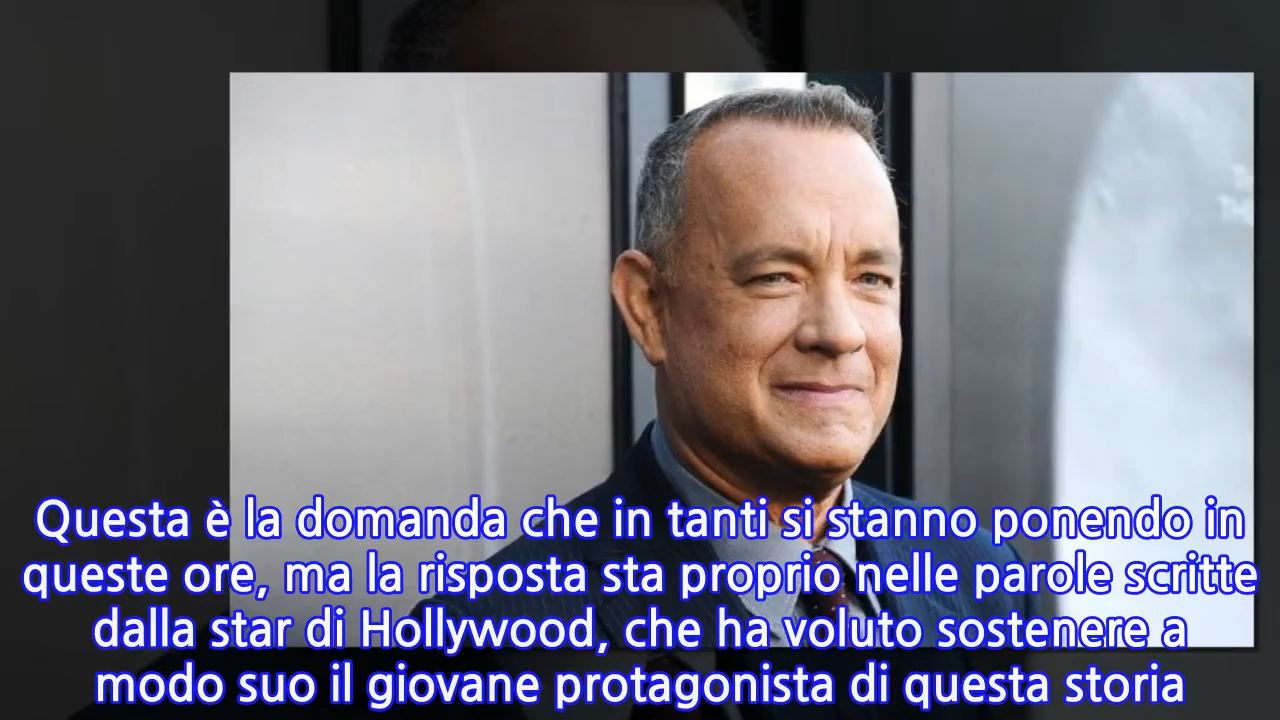 Questa è la domanda che in tanti si stanno ponendo in
queste ore, ma la risposta sta proprio nelle parole scritte
dalla star di Hollywood, che ha voluto sostenere a
modo suo il giovane protagonista di questa storia